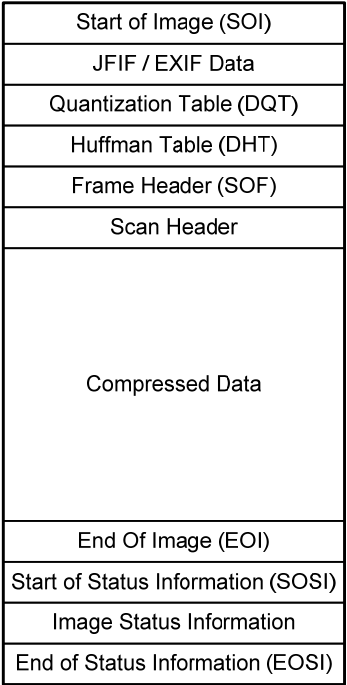 Start of Image (SOI)
JFIF / EXIF Data
Quantization Table (DQT)
Huffman Table (DHT)
Frame Header (SOF)
Scan Header
Compressed Data
End Of Image (EOI)
Start of Status Information (SOSI)
Image Status Information
End of Status Information (EOSI)